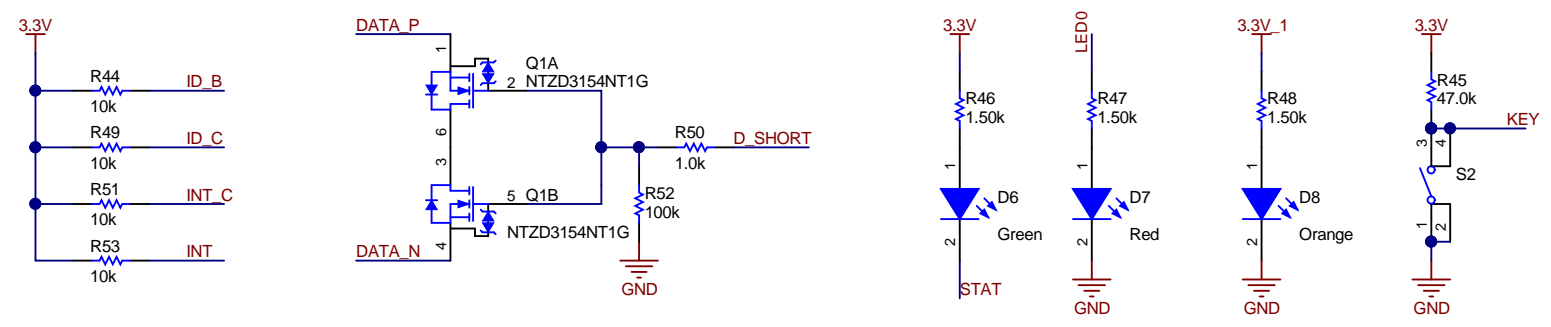 3.3V
R44
ID_B
10k
R49
ID_C
10k
R51
INT_C
10k
R53
INT
10k
DATA_P
1
Q1A
2 NTZD3154NT1G
6
3
5 Q1B
NTZD3154NT1G
4
DATA_N
R50
D_SHORT
1.0k
R52
100k
GND
3.3V
R46
1.50k
1
D6
2
Green
STAT
LED0
R47
1.50k
1
D7
2
Red
GND
3.3V_1
R48
1.50k
1
D8
2
Orange
GND
3.3V
R45
47.0k
KEY
3
4
S2
1
2
GND